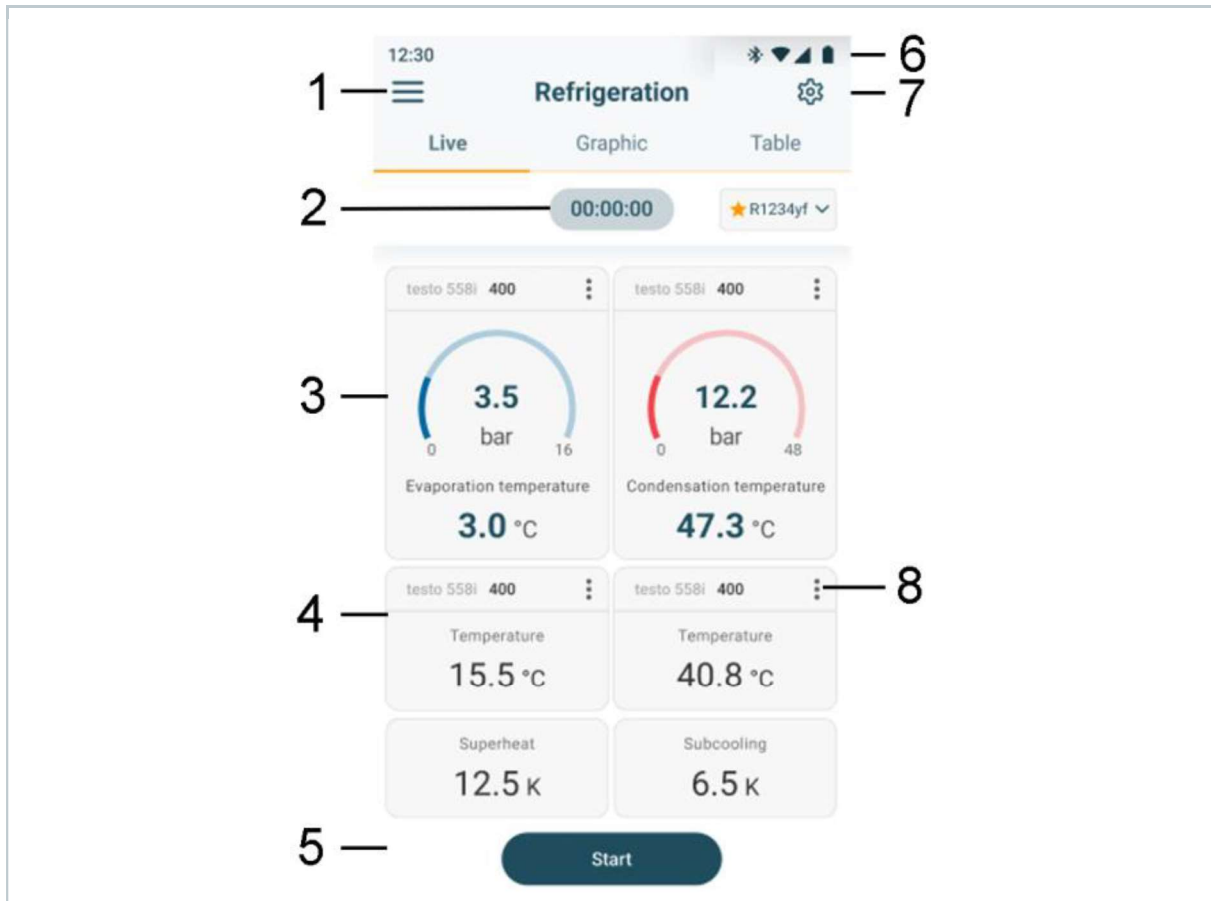 12:30
6
1
Refrigeration
7
Live Graphic Table
2
00:00:00
R1234yf
testo 558i 400 testo 558i 400
3
3.5 12.2
bar bar
0 16 0 48
Evaporation temperature Condensation temperature
3.0 °C 47.3 °C
testo 558i 400 testo 558i 400
8
4
Temperature Temperature
15.5 °C 40.8 °C
Superheat Subcooling
12.5 K 6.5 K
5
Start